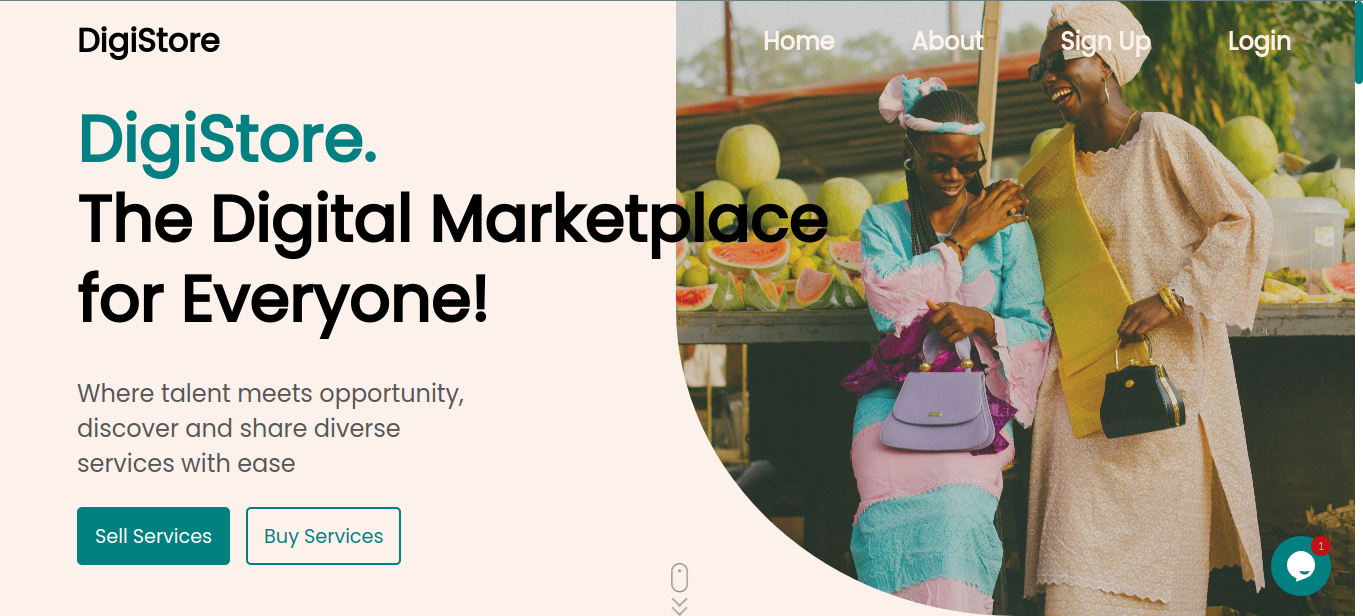 DigiStore
Home About Sign Up Login
DigiStore.
The Digital Marketplace
for Everyone!
Where talent meets opportunity,
discover and share diverse
services with ease
Sell Services
Buy Services
1